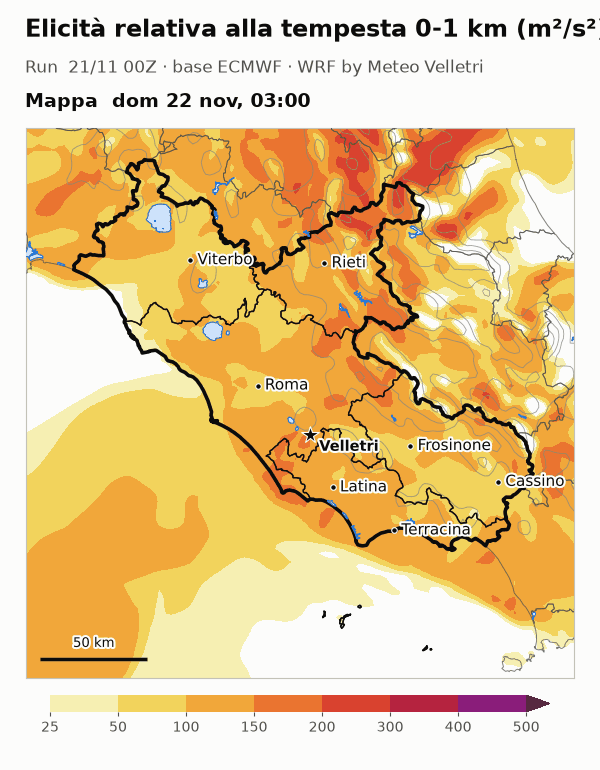 Elicità relativa alla tempesta 0-1 km (m²/s²)
Run 21/11 00Z · base ECMWF · WRF by Meteo Velletri
Mappa dom 22 nov, 03:00
Viterbo
Rieti
Roma
Velletri
Frosinone
Cassino
Latina
Terracina
50 km
25 50 100 150 200 300 400 500